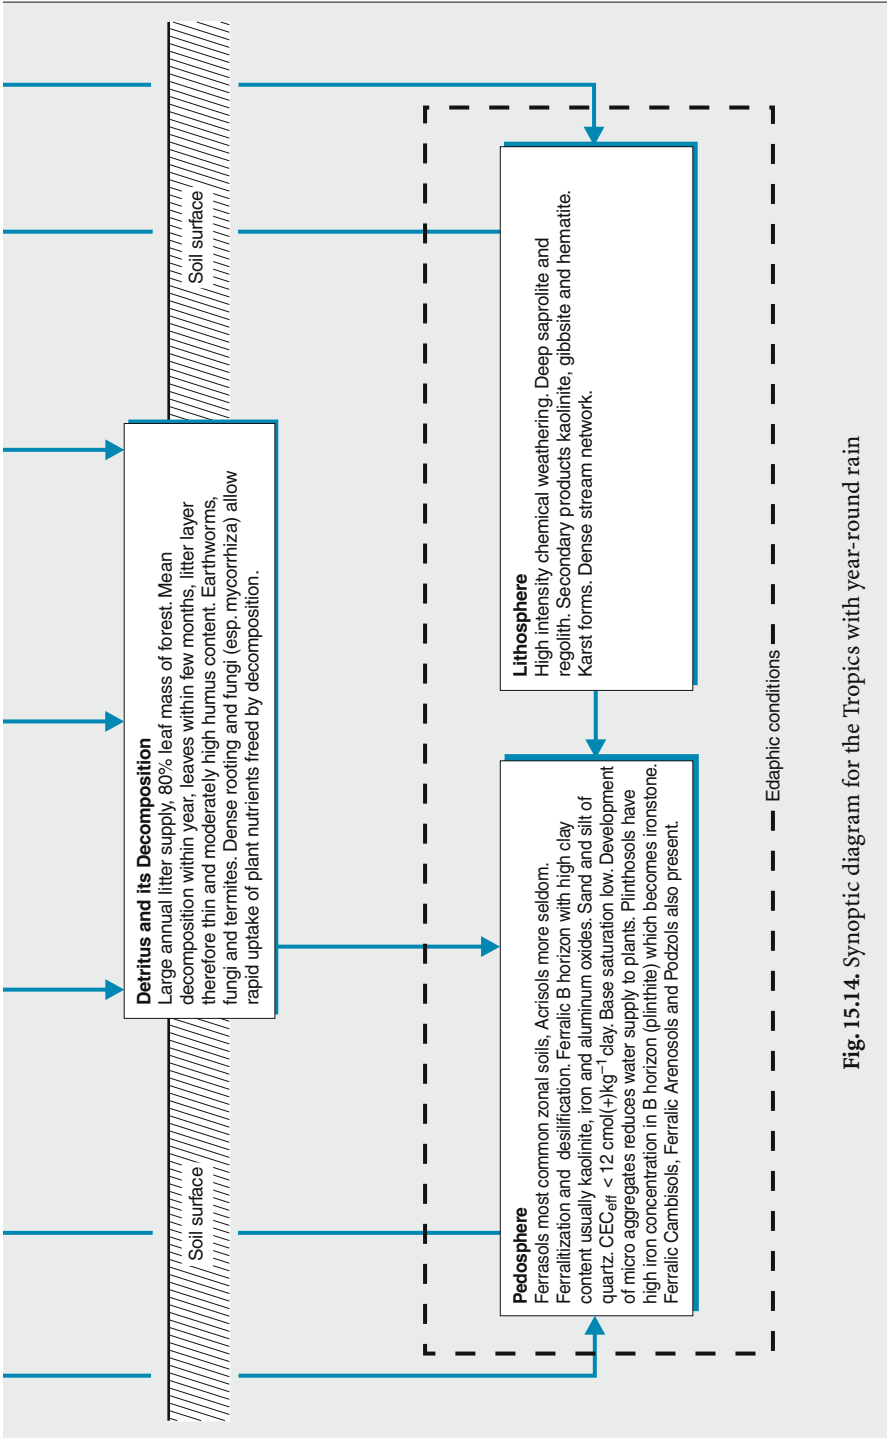 Soil surface
Soil surface
Detritus and its Decomposition
Large annual litter supply, 80% leaf mass of forest. Mean
decomposition within year, leaves within few months, litter layer
therefore thin and moderately high humus content. Earthworms,
fungi and termites. Dense rooting and fungi (esp. mycorrhiza) allow
rapid uptake of plant nutrients freed by decomposition.
Pedosphere
Ferrasols most common zonal soils, Acrisols more seldom.
Ferralitization and desilification. Ferralic B horizon with high clay
content usually kaolinite, iron and aluminum oxides. Sand and silt of
quartz. CECeff < 12 cmol(+)kg−1 clay. Base saturation low. Development
of micro aggregates reduces water supply to plants. Plinthosols have
high iron concentration in B horizon (plinthite) which becomes ironstone.
Ferralic Cambisols, Ferralic Arenosols and Podzols also present.
Lithosphere
High intensity chemical weathering. Deep saprolite and
regolith. Secondary products kaolinite, gibbsite and hematite.
Karst forms. Dense stream network.
Edaphic conditions
Fig. 15.14. Synoptic diagram for the Tropics with year-round rain